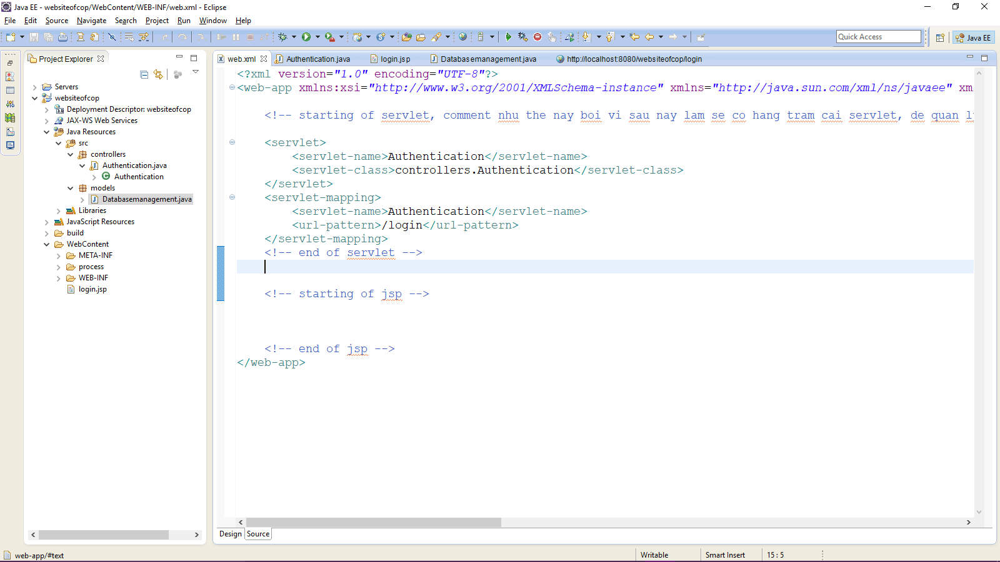 Java EE - websiteofcop/WebContent/WEB-INF/web.xml - Eclipse
File Edit Source Navigate Search Project Run Window Help
Quick Access
Java EE
Project Explorer
Servers
websiteofcop
Deployment Descriptor: websiteofcop
JAX-WS Web Services
Java Resources
src
controllers
Authentication.java
Authentication
models
Databasemanagement.java
Libraries
JavaScript Resources
build
WebContent
META-INF
process
WEB-INF
login.jsp
web.xml Authentication.java login.jsp Databasemanagement.java http://localhost:8080/websiteofcop/login
<?xml version="1.0" encoding="UTF-8"?>
<web-app xmlns:xsi="http://www.w3.org/2001/XMLSchema-instance" xmlns="http://java.sun.com/xml/ns/javaee" xm
<!-- starting of servlet, comment nhu the nay boi vi sau nay lam se co hang tram cai servlet, de quan l
<servlet>
<servlet-name>Authentication</servlet-name>
<servlet-class>controllers.Authentication</servlet-class>
</servlet>
<servlet-mapping>
<servlet-name>Authentication</servlet-name>
<url-pattern>/login</url-pattern>
</servlet-mapping>
<!-- end of servlet -->
<!-- starting of jsp -->
<!-- end of jsp -->
</web-app>
Design Source
web-app/#text
Writable
Smart Insert
15 : 5